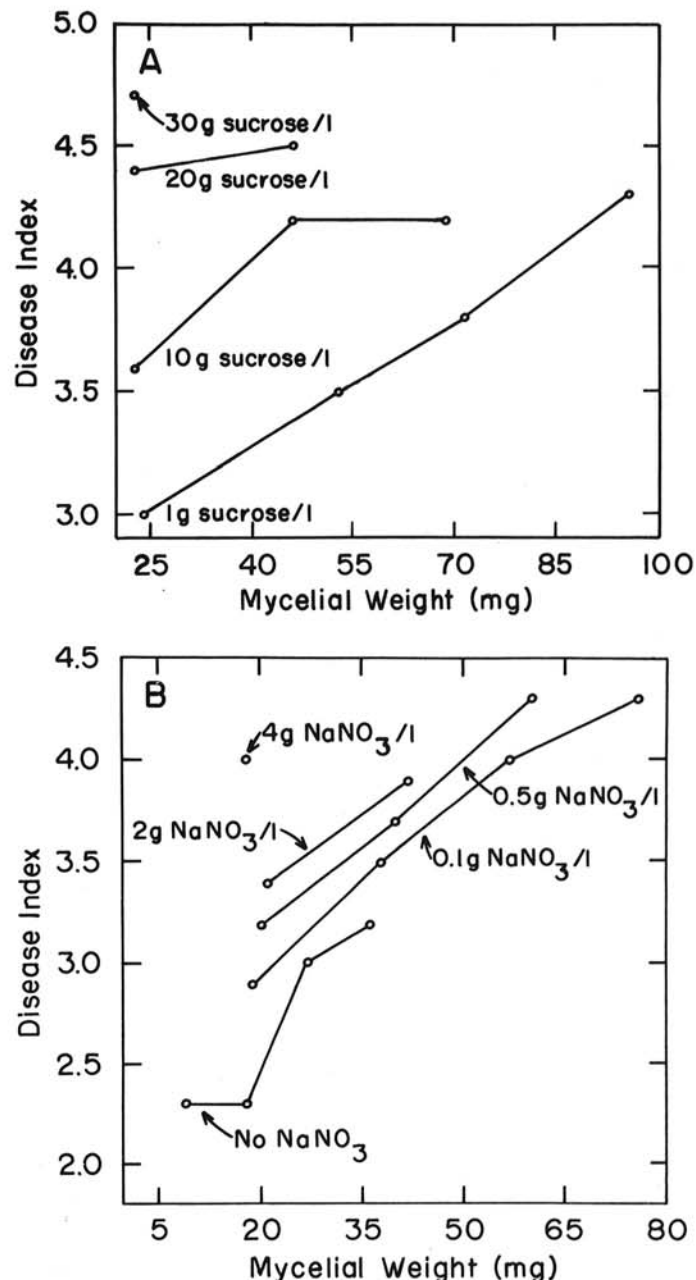 A
5.0
4.5
4.0
3.5
3.0
Disease Index
30g sucrose/l
20g sucrose/l
10g sucrose/l
1g sucrose/l
25 40 55 70 85 100
Mycelial Weight (mg)
B
4.5
4.0
3.5
3.0
2.5
2.0
Disease Index
4g NaNO3/l
2g NaNO3/l
0.5g NaNO3/l
0.1g NaNO3/l
No NaNO3
5 20 35 50 65 80
Mycelial Weight (mg)